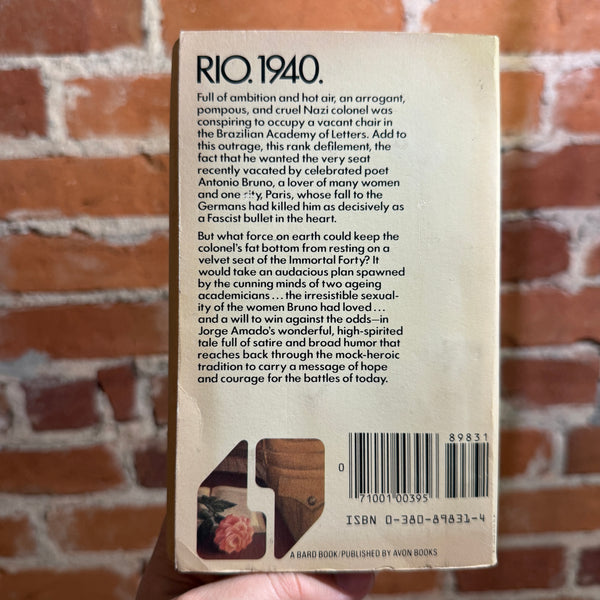 RIO. 1940.
Full of ambition and hot air, an arrogant,
pompous, and cruel Nazi colonel was
conspiring to occupy a vacant chair in
the Brazilian Academy of Letters. Add to
this outrage, this rank defilement, the
fact that he wanted the very seat
recently vacated by celebrated poet
Antonio Bruno, a lover of many women
and one city, Paris, whose fall to the
Germans had killed him as decisively as
a Fascist bullet in the heart.
But what force on earth could keep the
colonel's fat bottom from resting on a
velvet seat of the Immortal Forty? It
would take an audacious plan spawned
by the cunning minds of two ageing
academicians...the irresistible sexual-
ity of the women Bruno had loved...
and a will to win against the odds—in
Jorge Amado's wonderful, high-spirited
tale full of satire and broad humor that
reaches back through the mock-heroic
tradition to carry a message of hope
and courage for the battles of today.
89831
0
71001 00395
ISBN 0-380-89831-4
A BARD BOOK/PUBLISHED BY AVON BOOKS